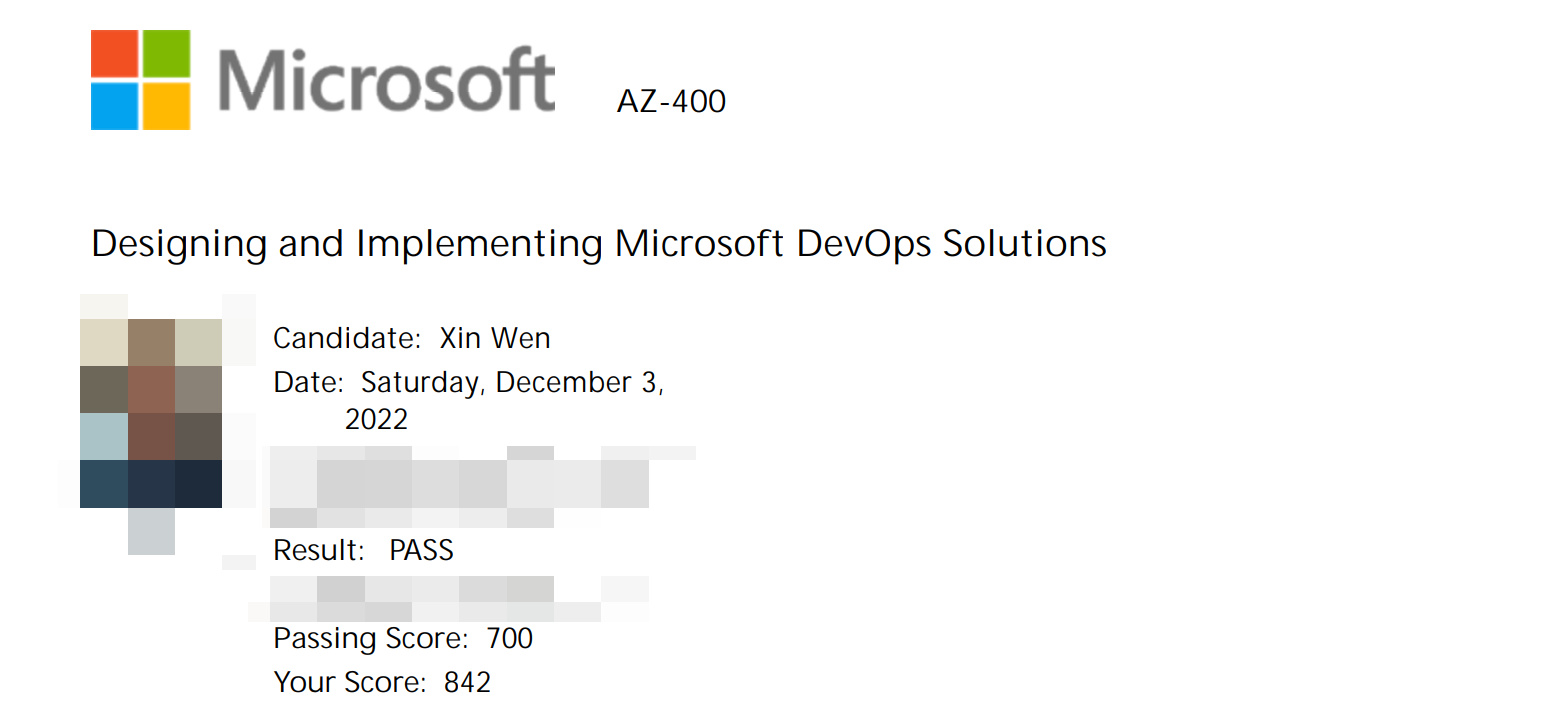 Microsoft AZ-400
Designing and Implementing Microsoft DevOps Solutions
Candidate: Xin Wen
Date: Saturday, December 3,
2022
Result: PASS
Passing Score: 700
Your Score: 842